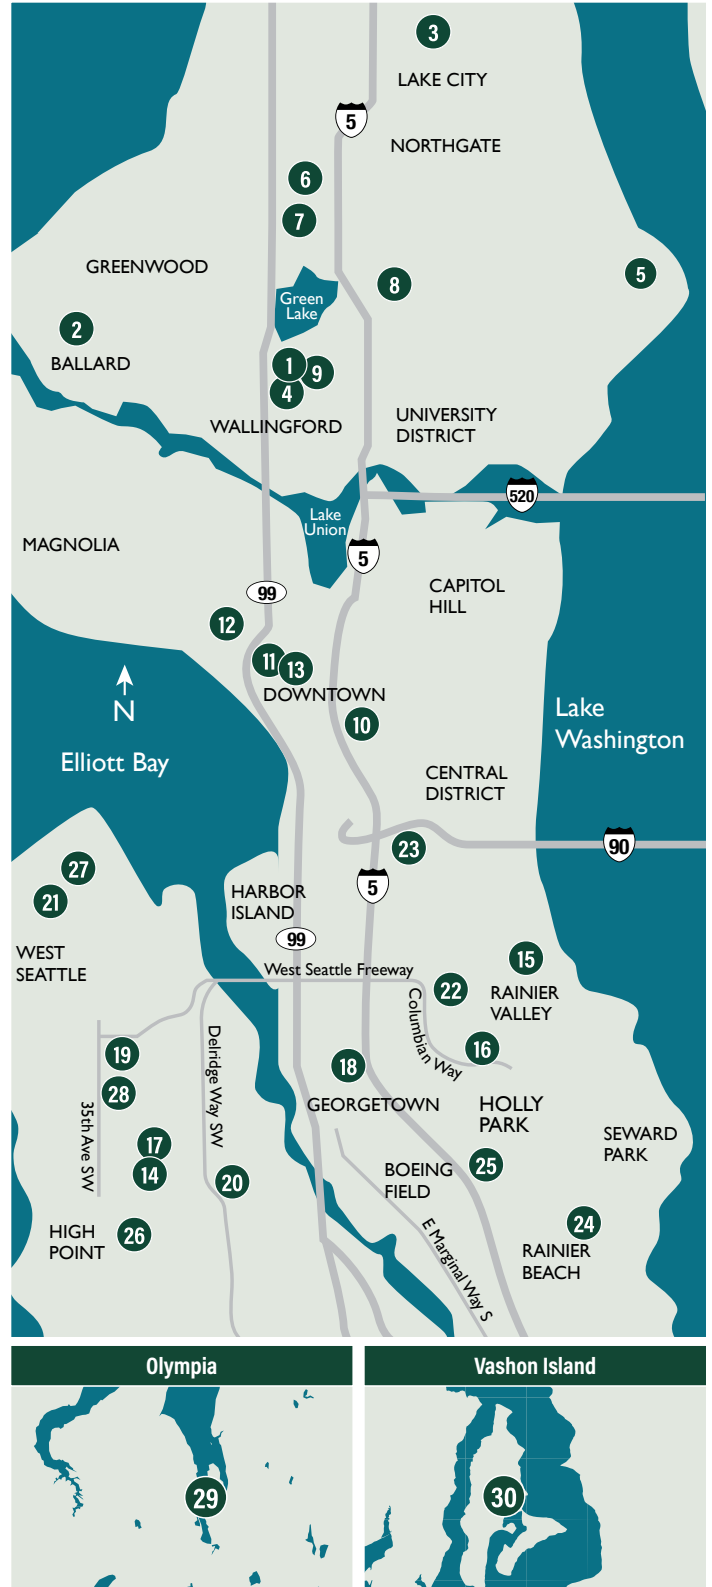 3
LAKE CITY
5
NORTHGATE
6
7
GREENWOOD
8
5
Green
Lake
2
BALLARD
1
9
4
WALLINGFORD
UNIVERSITY
DISTRICT
520
Lake
Union
MAGNOLIA
5
CAPITOL
HILL
99
12
11
13
DOWNTOWN
N
10
Lake
Washington
Elliott Bay
CENTRAL
DISTRICT
90
23
27
21
5
HARBOR
ISLAND
99
WEST
SEATTLE
West Seattle Freeway
15
22
RAINIER
VALLEY
Columbian Way
16
Delridge Way SW
19
18
28
35th Ave SW
GEORGETOWN
HOLLY
PARK
SEWARD
PARK
17
14
20
BOEING
FIELD
25
26
HIGH
POINT
24
RAINIER
BEACH
E Marginal Way S
Olympia
29
Vashon Island
30